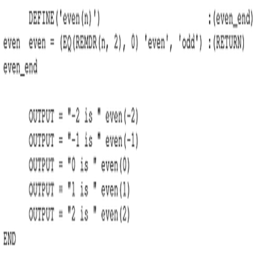 DEFINE('even(n)') :(even_end)
even even = (EQ(REMDR(n, 2), 0) 'even', 'odd') :(RETURN)
even_end
OUTPUT = "-2 is " even(-2)
OUTPUT = "-1 is " even(-1)
OUTPUT = "0 is " even(0)
OUTPUT = "1 is " even(1)
OUTPUT = "2 is " even(2)
END